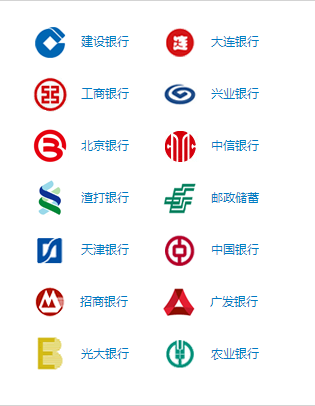 建设银行 大连银行
工商银行 兴业银行
北京银行 中信银行
渣打银行 邮政储蓄
天津银行 中国银行
招商银行 广发银行
光大银行 农业银行